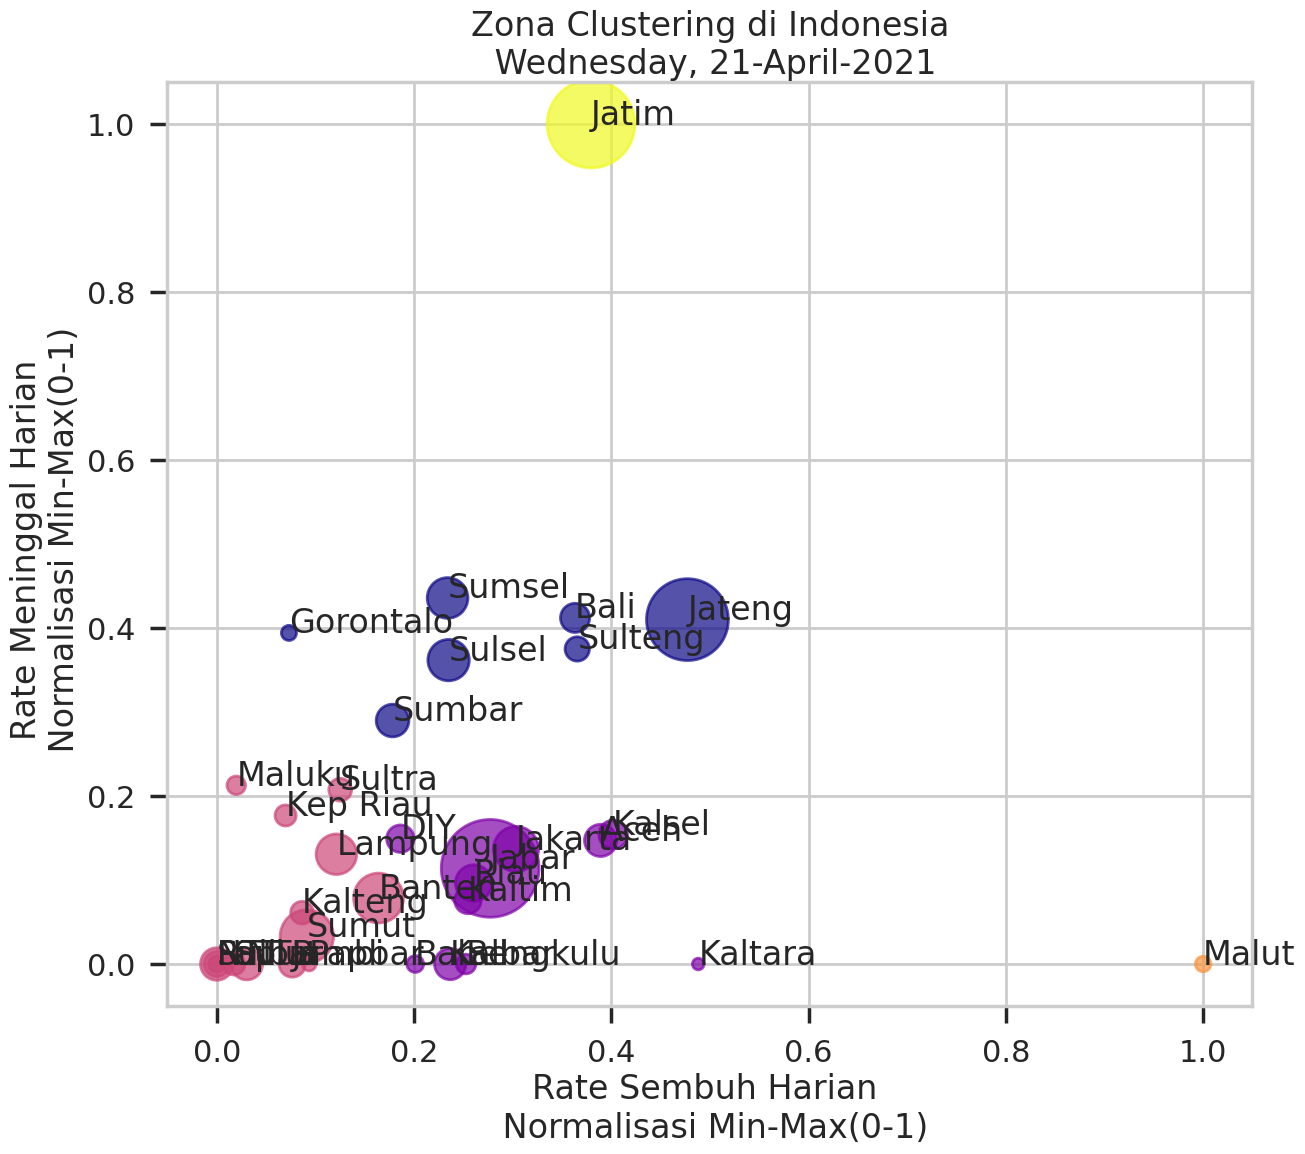 Zona Clustering di Indonesia
Wednesday, 21-April-2021
Rate Meninggal Harian
Normalisasi Min-Max(0-1)
1.0
0.8
0.6
0.4
0.2
0.0
Jatim
Sumsel
Bali
Jateng
Gorontalo
Sulteng
Sulsel
Sumbar
Maluku
Sultra
Kep Riau
DIY
Kalsel
Aceh
Lampung
Jakarta
Jabar
Riau
Banten
Kaltim
Kalteng
Sumut
Jambi
Babel
Kalbar
Bengkulu
Kaltara
Malut
0.0
0.2
0.4
0.6
0.8
1.0
Rate Sembuh Harian
Normalisasi Min-Max(0-1)